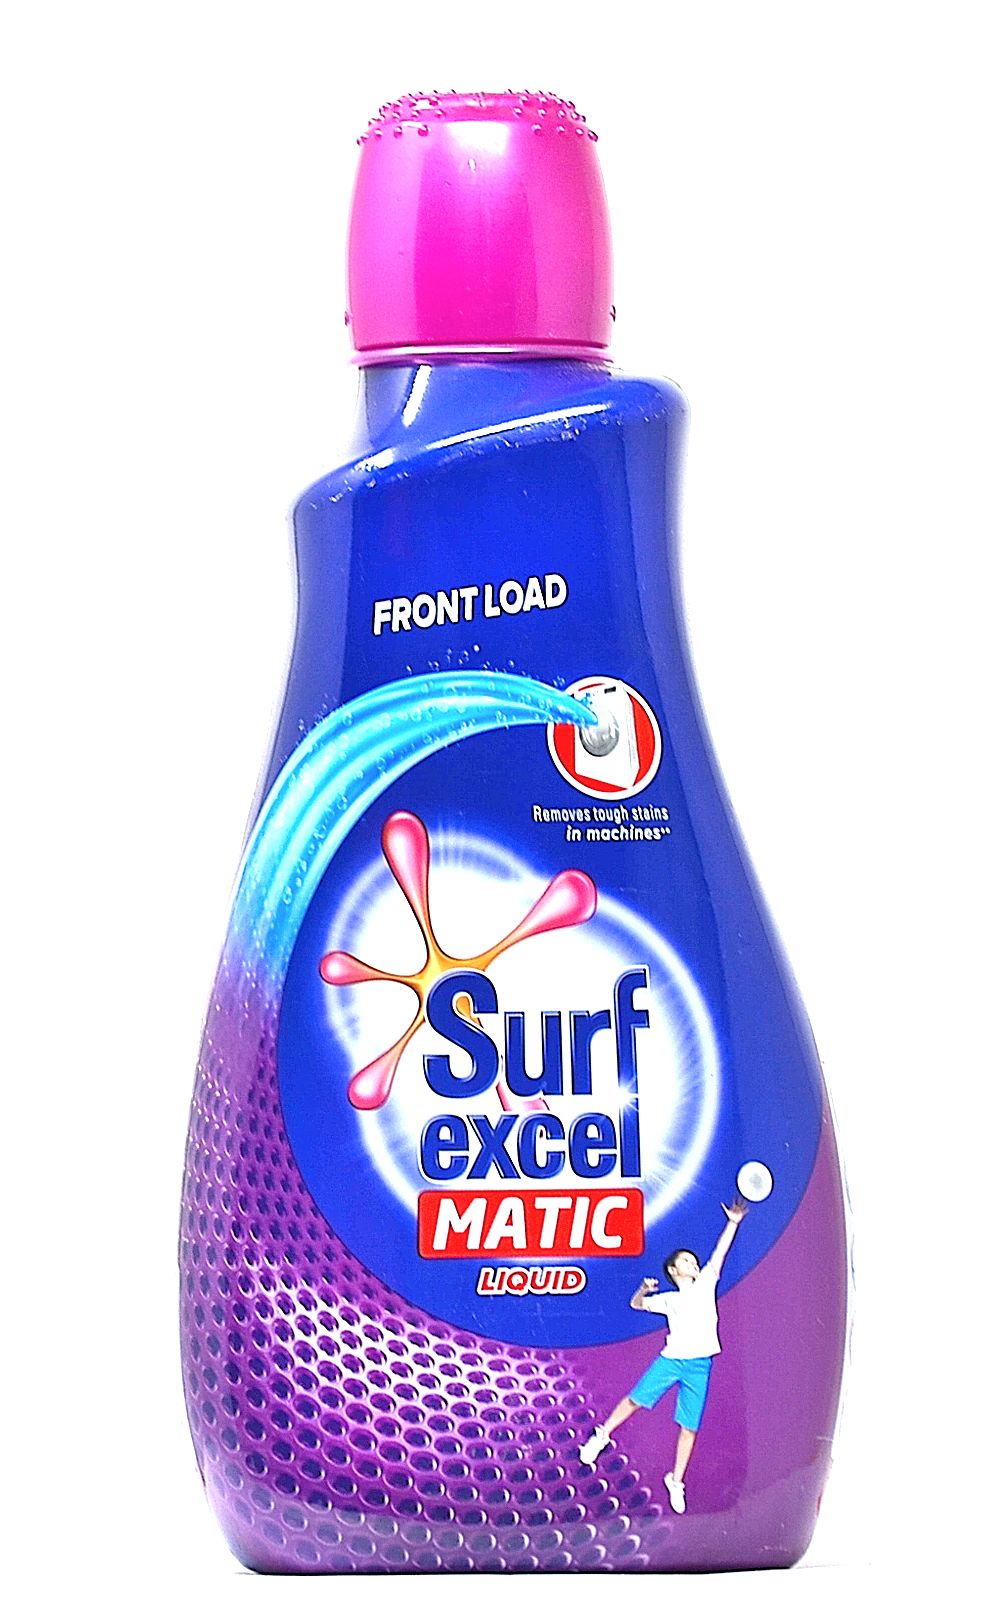 FRONT LOAD
Removes tough stains
in machines**
Surf
excel
MATIC
LIQUID